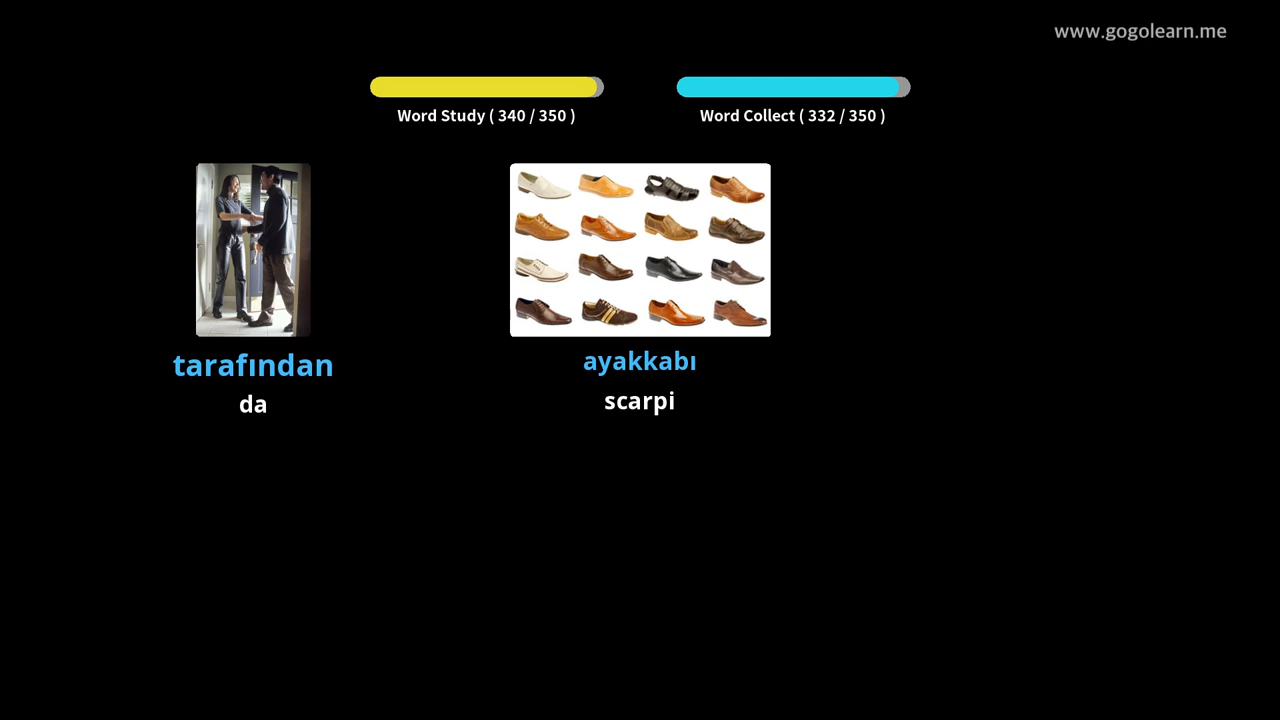 www.gogolearn.me
Word Study ( 340 / 350 )
Word Collect ( 332 / 350 )
tarafından
da
ayakkabı
scarpi